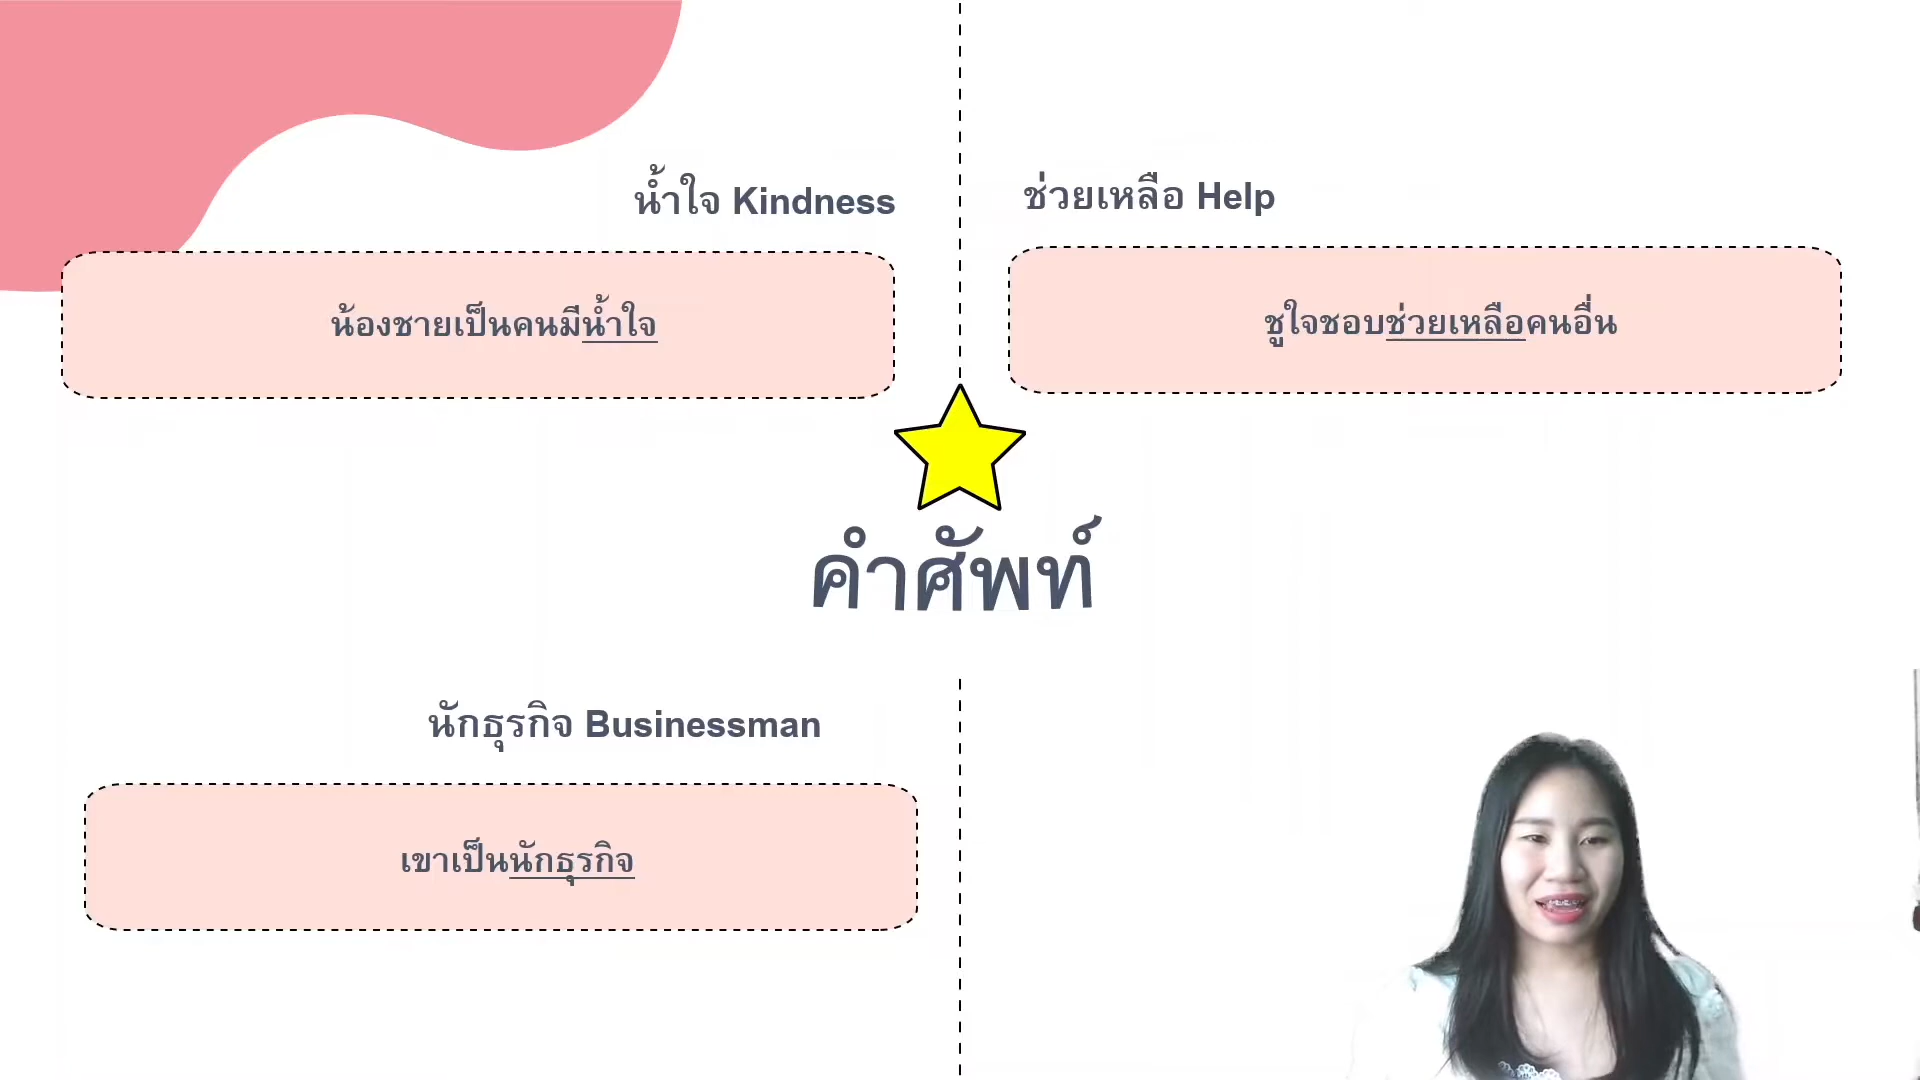 น้ำใจ Kindness
น้องชายเป็นคนมีน้ำใจ
ช่วยเหลือ Help
ชูใจชอบช่วยเหลือคนอื่น
คำศัพท์
นักธุรกิจ Businessman
เขาเป็นนักธุรกิจ